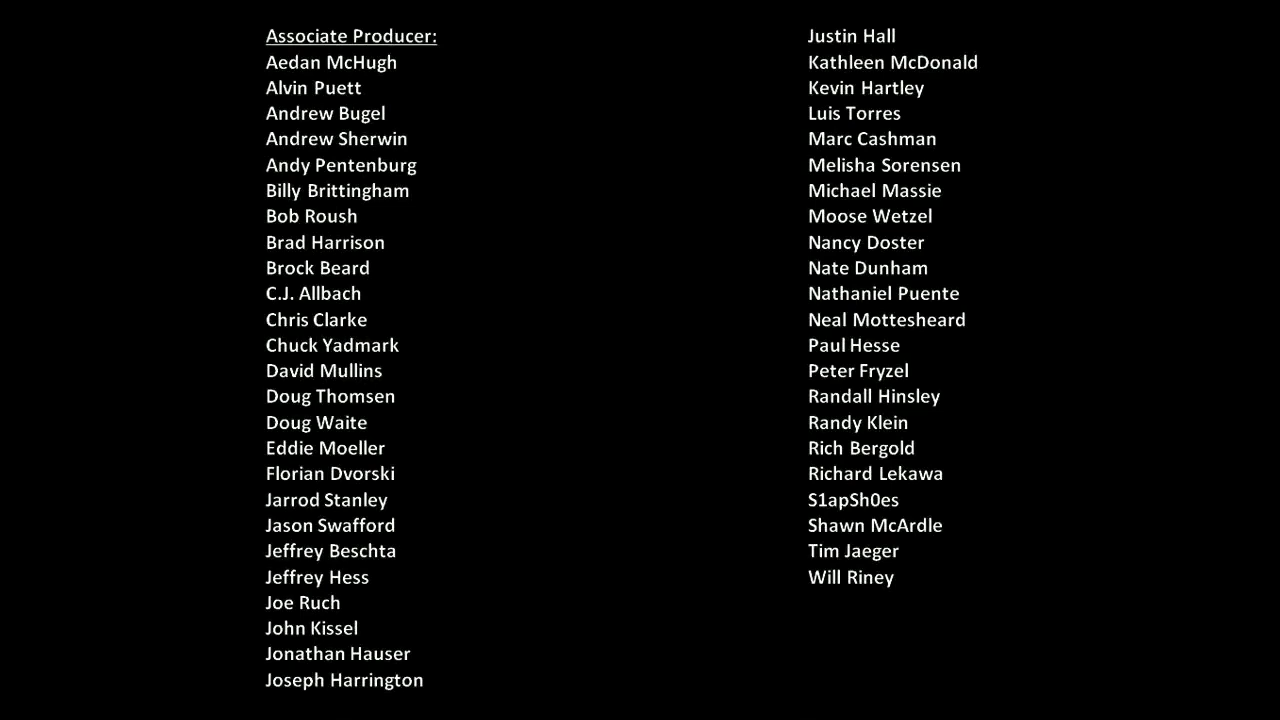 Associate Producer:
Aedan McHugh
Alvin Puett
Andrew Bugel
Andrew Sherwin
Andy Pentenburg
Billy Brittingham
Bob Roush
Brad Harrison
Brock Beard
C.J. Allbach
Chris Clarke
Chuck Yadmark
David Mullins
Doug Thomsen
Doug Waite
Eddie Moeller
Florian Dvorski
Jarrod Stanley
Jason Swafford
Jeffrey Beschta
Jeffrey Hess
Joe Ruch
John Kissel
Jonathan Hauser
Joseph Harrington
Justin Hall
Kathleen McDonald
Kevin Hartley
Luis Torres
Marc Cashman
Melisha Sorensen
Michael Massie
Moose Wetzel
Nancy Doster
Nate Dunham
Nathaniel Puente
Neal Mottesheard
Paul Hesse
Peter Fryzel
Randall Hinsley
Randy Klein
Rich Bergold
Richard Lekawa
S1apSh0es
Shawn McArdle
Tim Jaeger
Will Riney